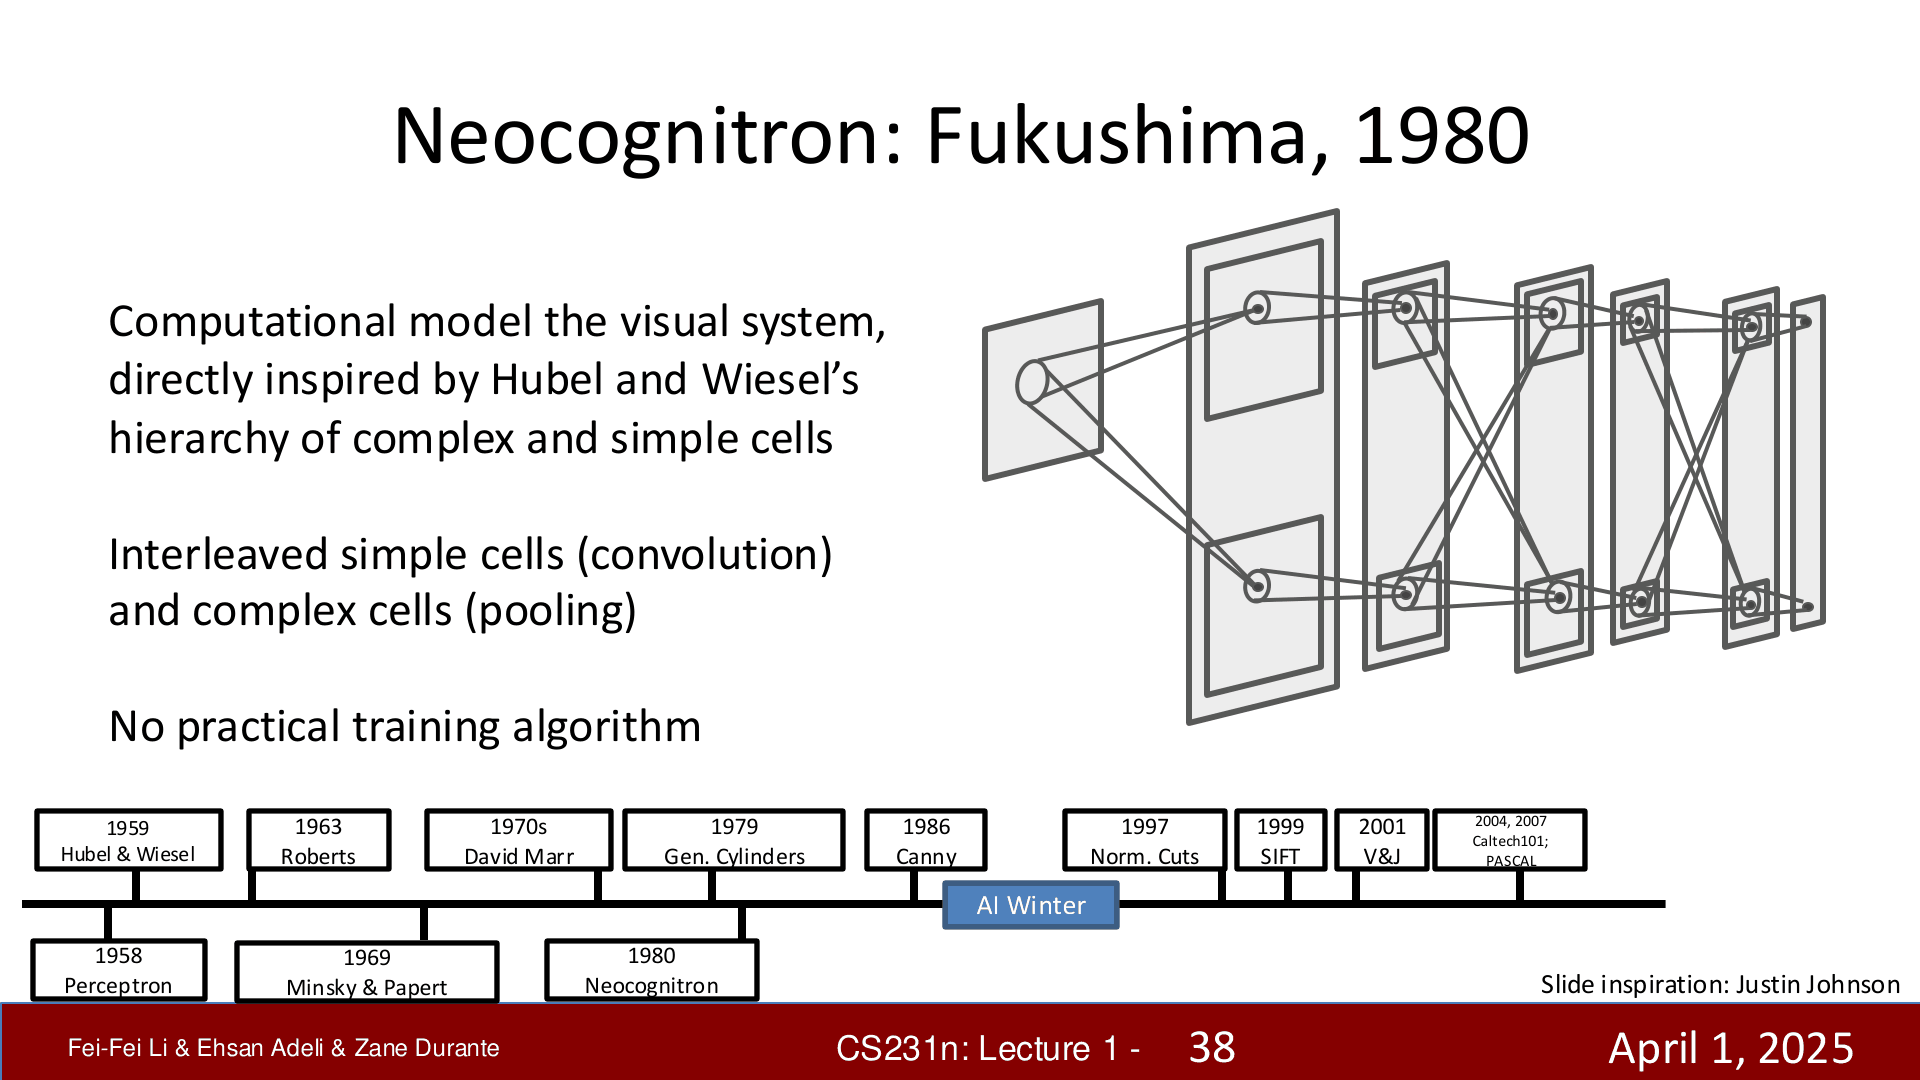 Neocognitron: Fukushima, 1980
Computational model the visual system,
directly inspired by Hubel and Wiesel’s
hierarchy of complex and simple cells
Interleaved simple cells (convolution)
and complex cells (pooling)
No practical training algorithm
1959
Hubel & Wiesel
1963
Roberts
1970s
David Marr
1979
Gen. Cylinders
1986
Canny
1997
Norm. Cuts
1999
SIFT
2001
V&J
2004, 2007
Caltech101;
PASCAL
AI Winter
1958
Perceptron
1969
Minsky & Papert
1980
Neocognitron
Slide inspiration: Justin Johnson
Fei-Fei Li & Ehsan Adeli & Zane Durante
CS231n: Lecture 1 - 38
April 1, 2025